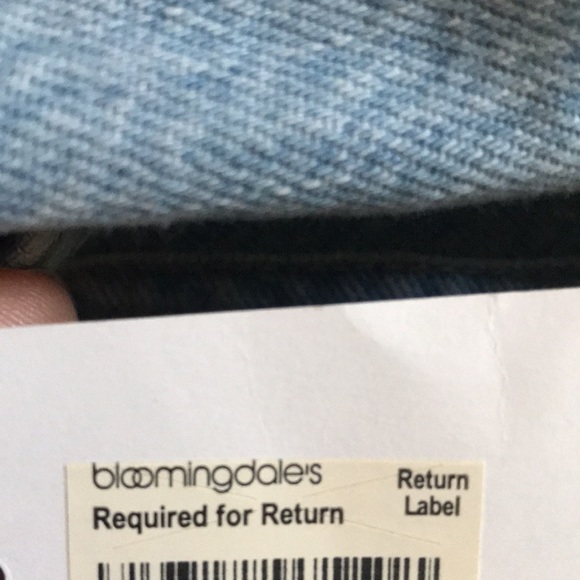 bloomingdale's
Return
Label
Required for Return